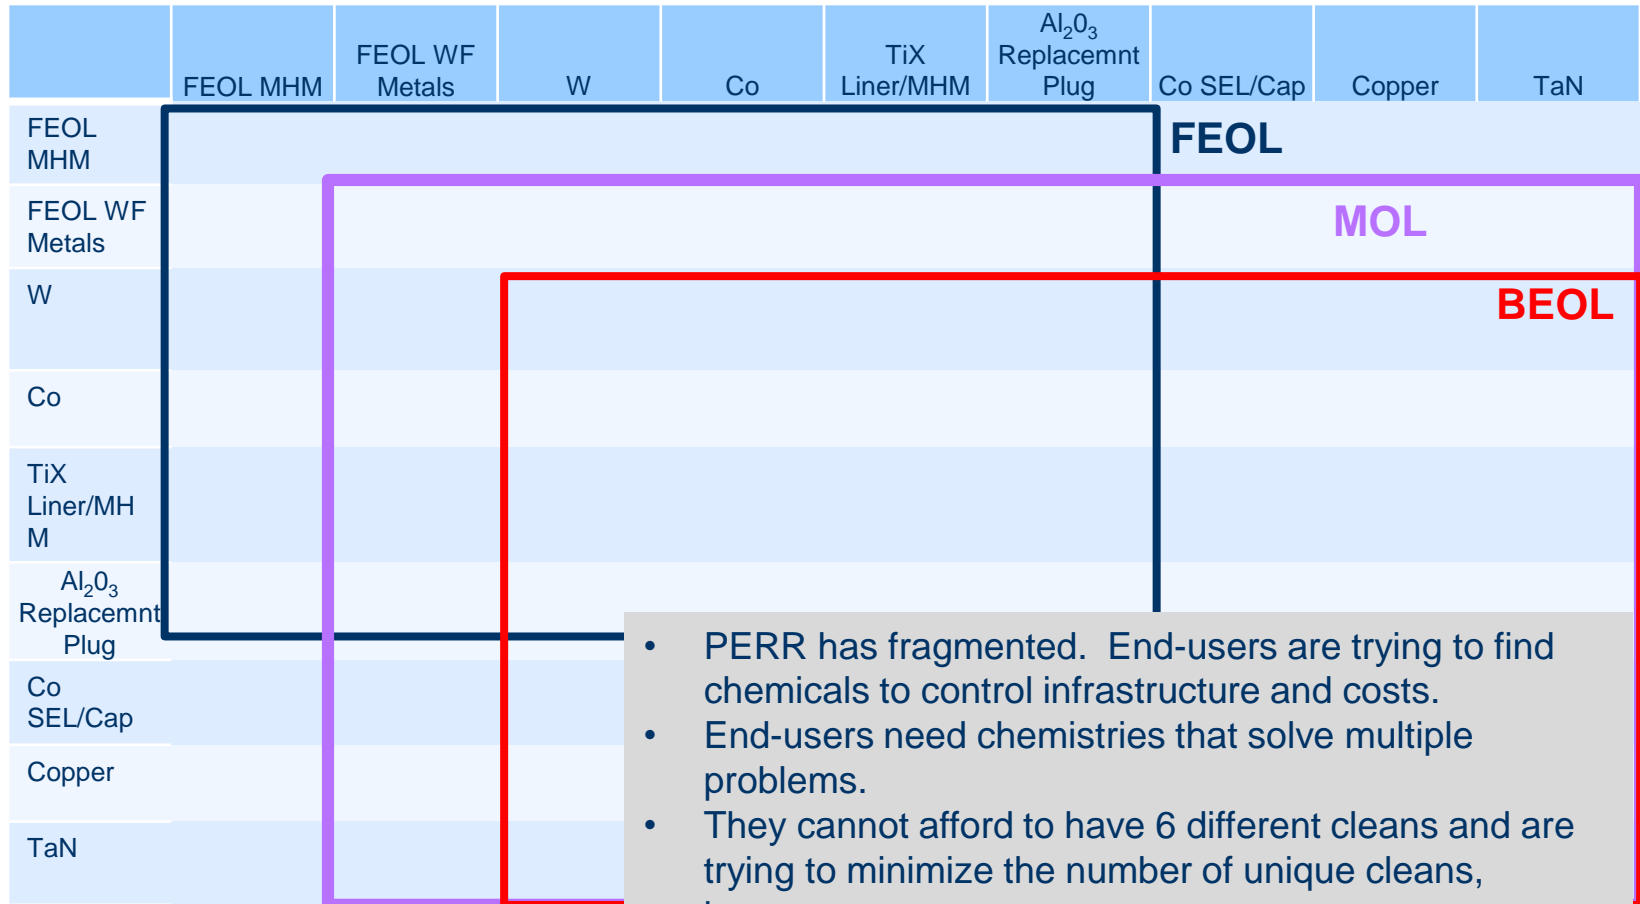 FEOL MHM
FEOL WF
Metals
W
Co
TiX
Liner/MHM
Al₂0₃
Replacemnt
Plug
Co SEL/Cap
Copper
TaN
FEOL
MHM
FEOL
FEOL WF
Metals
MOL
W
BEOL
Co
TiX
Liner/MH
M
Al₂0₃
Replacemnt
Plug
Co
SEL/Cap
Copper
TaN
• PERR has fragmented. End-users are trying to find
chemicals to control infrastructure and costs.
• End-users need chemistries that solve multiple
problems.
• They cannot afford to have 6 different cleans and are
trying to minimize the number of unique cleans,